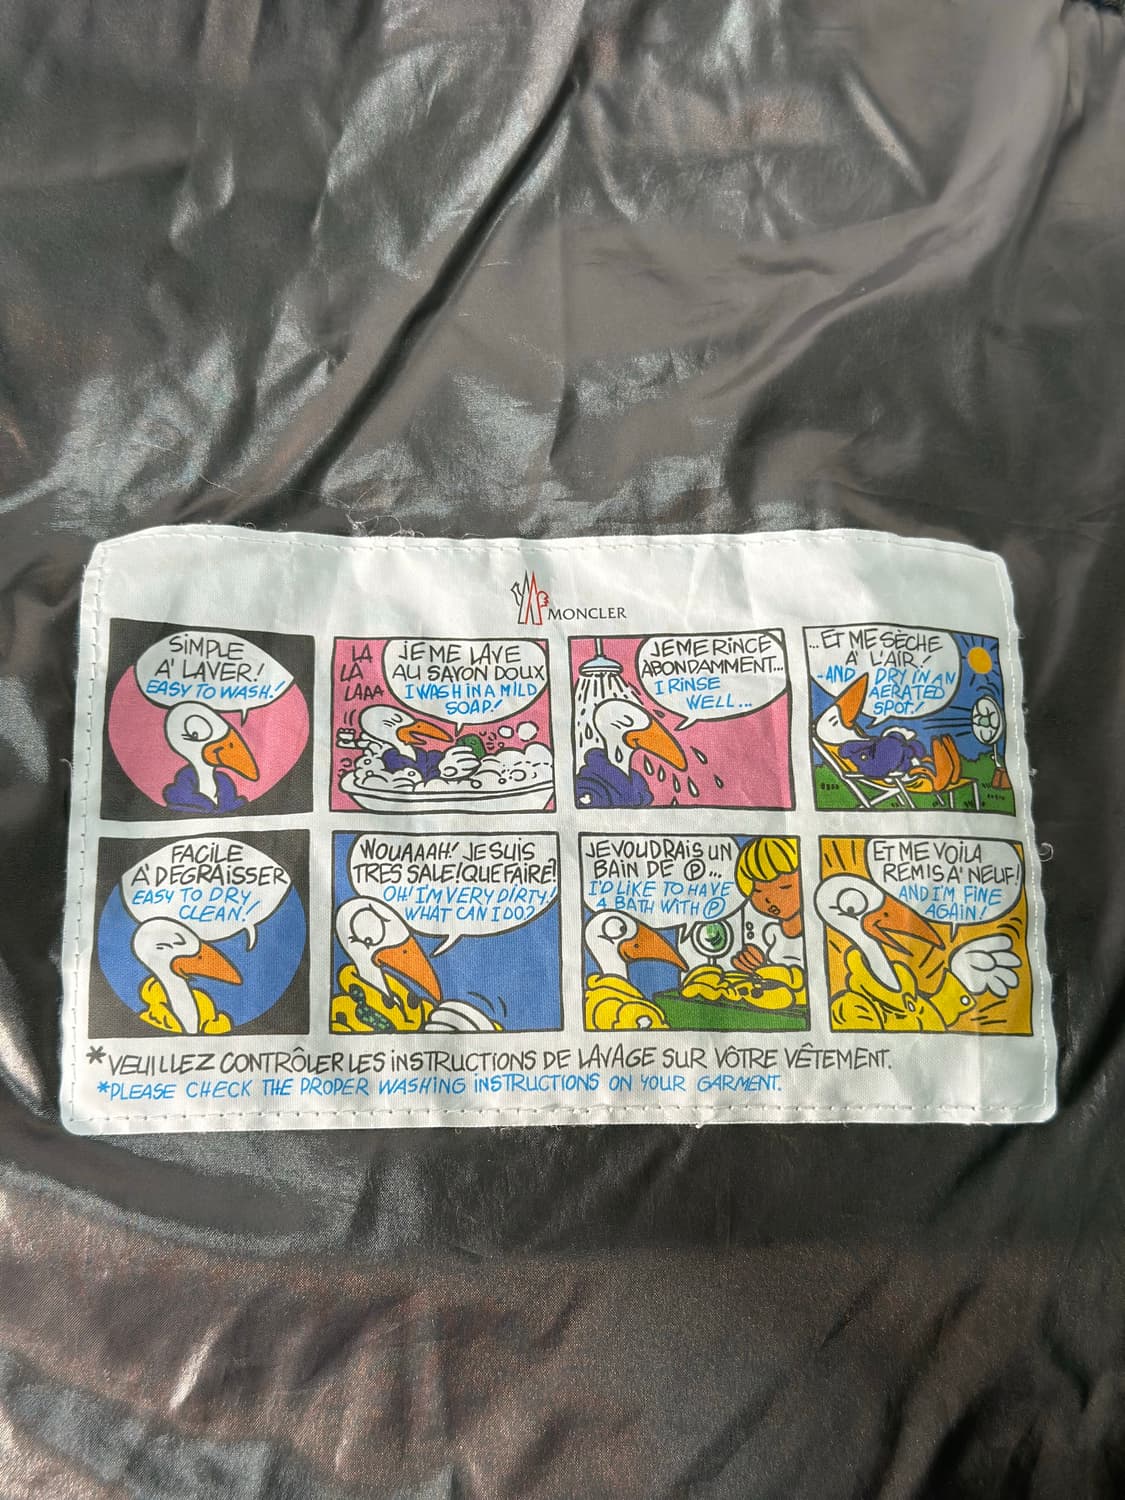 MONCLER
SIMPLE
A' LAVER!
EASY TO WASH!
LA
LA
LAAA
JE ME LAVE
AU SAVON DOUX
I WASH IN A MILD
SOAP!
JE ME RINCE
ABONDAMMENT...
I RINSE
WELL...
... ET ME SÈCHE
A' L'AIR!
-AND DRY IN AN
AERATED
SPOT!
FACILE
A' DEGRAISSER
EASY TO DRY
CLEAN!
WOUAAAH! JE SUIS
TRES SALE! QUE FAIRE?
OH! I'M VERY DIRTY!
WHAT CAN I DO?
JE VOUDRAIS UN
BAIN DE Ⓟ...
I'D LIKE TO HAVE
A BATH WITH Ⓟ
ET ME VOILA
REMIS A' NEUF!
AND I'M FINE
AGAIN!
*VEUILLEZ CONTRÔLER LES INSTRUCTIONS DE LAVAGE SUR VÔTRE VÊTEMENT.
*PLEASE CHECK THE PROPER WASHING INSTRUCTIONS ON YOUR GARMENT.